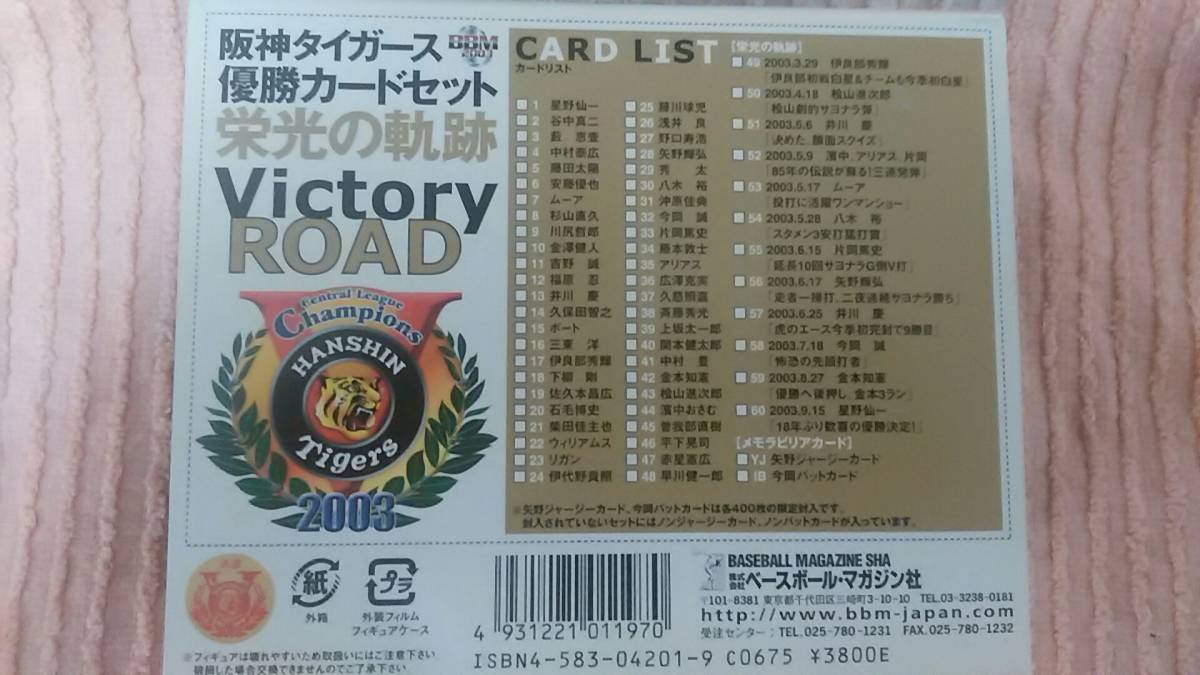 阪神タイガース
優勝カードセット
栄光の軌跡
Victory
ROAD
BBM
2003
Central League
Champions
HANSHIN
Tigers
2003
CARD LIST
カードリスト
1 星野仙一
2 谷中真二
3 藪 恵壹
4 中村泰広
5 藤田太陽
6 安藤優也
7 ムーア
8 杉山直久
9 川尻哲郎
10 金澤健人
11 吉野 誠
12 福原 忍
13 井川 慶
14 久保田智之
15 ポート
16 三東 洋
17 伊良部秀輝
18 下柳 剛
19 佐久本昌広
20 石毛博史
21 柴田佳主也
22 ウィリアムス
23 リガン
24 伊代野貴照
25 藤川球児
26 浅井 良
27 野口寿浩
28 矢野輝弘
29 秀 太
30 八木 裕
31 沖原佳典
32 今岡 誠
33 片岡篤史
34 藤本敦士
35 アリアス
36 広澤克実
37 久慈照嘉
38 斉藤秀光
39 上坂太一郎
40 関本健太郎
41 中村 豊
42 金本知憲
43 桧山進次郎
44 濱中おさむ
45 曽我部直樹
46 平下晃司
47 赤星憲広
48 早川健一郎
[栄光の軌跡]
49 2003.3.29 伊良部秀輝
「伊良部初戦白星&チームも今季初白星」
50 2003.4.18 桧山進次郎
「桧山劇的サヨナラ弾」
51 2003.5.6 井川 慶
「決めた、顔面スクイズ」
52 2003.5.9 濱中、アリアス、片岡
「85年の伝説が蘇る!三連発弾」
53 2003.5.17 ムーア
「投打に活躍ワンマンショー」
54 2003.5.28 八木 裕
「スタメン3安打猛打賞」
55 2003.6.15 片岡篤史
「延長10回サヨナラG倒V打」
56 2003.6.17 矢野輝弘
「走者一掃打、二夜連続サヨナラ勝ち」
57 2003.6.25 井川 慶
「虎のエース今季初完封で9勝目」
58 2003.7.18 今岡 誠
「怖恐の先頭打者」
59 2003.8.27 金本知憲
「優勝へ後押し、金本3ラン」
60 2003.9.15 星野仙一
「18年ぶり歓喜の優勝決定!」
[メモラビリアカード]
YJ 矢野ジャージーカード
IB 今岡バットカード
※矢野ジャージーカード、今岡バットカードは各400枚の限定封入です。
封入されていないセットにはノンジャージーカード、ノンバットカードが入っています。
紙
外箱
プラ
外装フィルム
フィギュアケース
※フィギュアは壊れやすいため取扱いにはご注意下さい。
破損した場合交換できませんのでご了承下さい。
4 931221 011970
ISBN4-583-04201-9 C0675 ¥3800E
BASEBALL MAGAZINE SHA
株式会社ベースボール・マガジン社
〒101-8381 東京都千代田区三崎町3-10-10 TEL.03-3238-0181
http://www.bbm-japan.com
受注センター;TEL.025-780-1231 FAX.025-780-1232